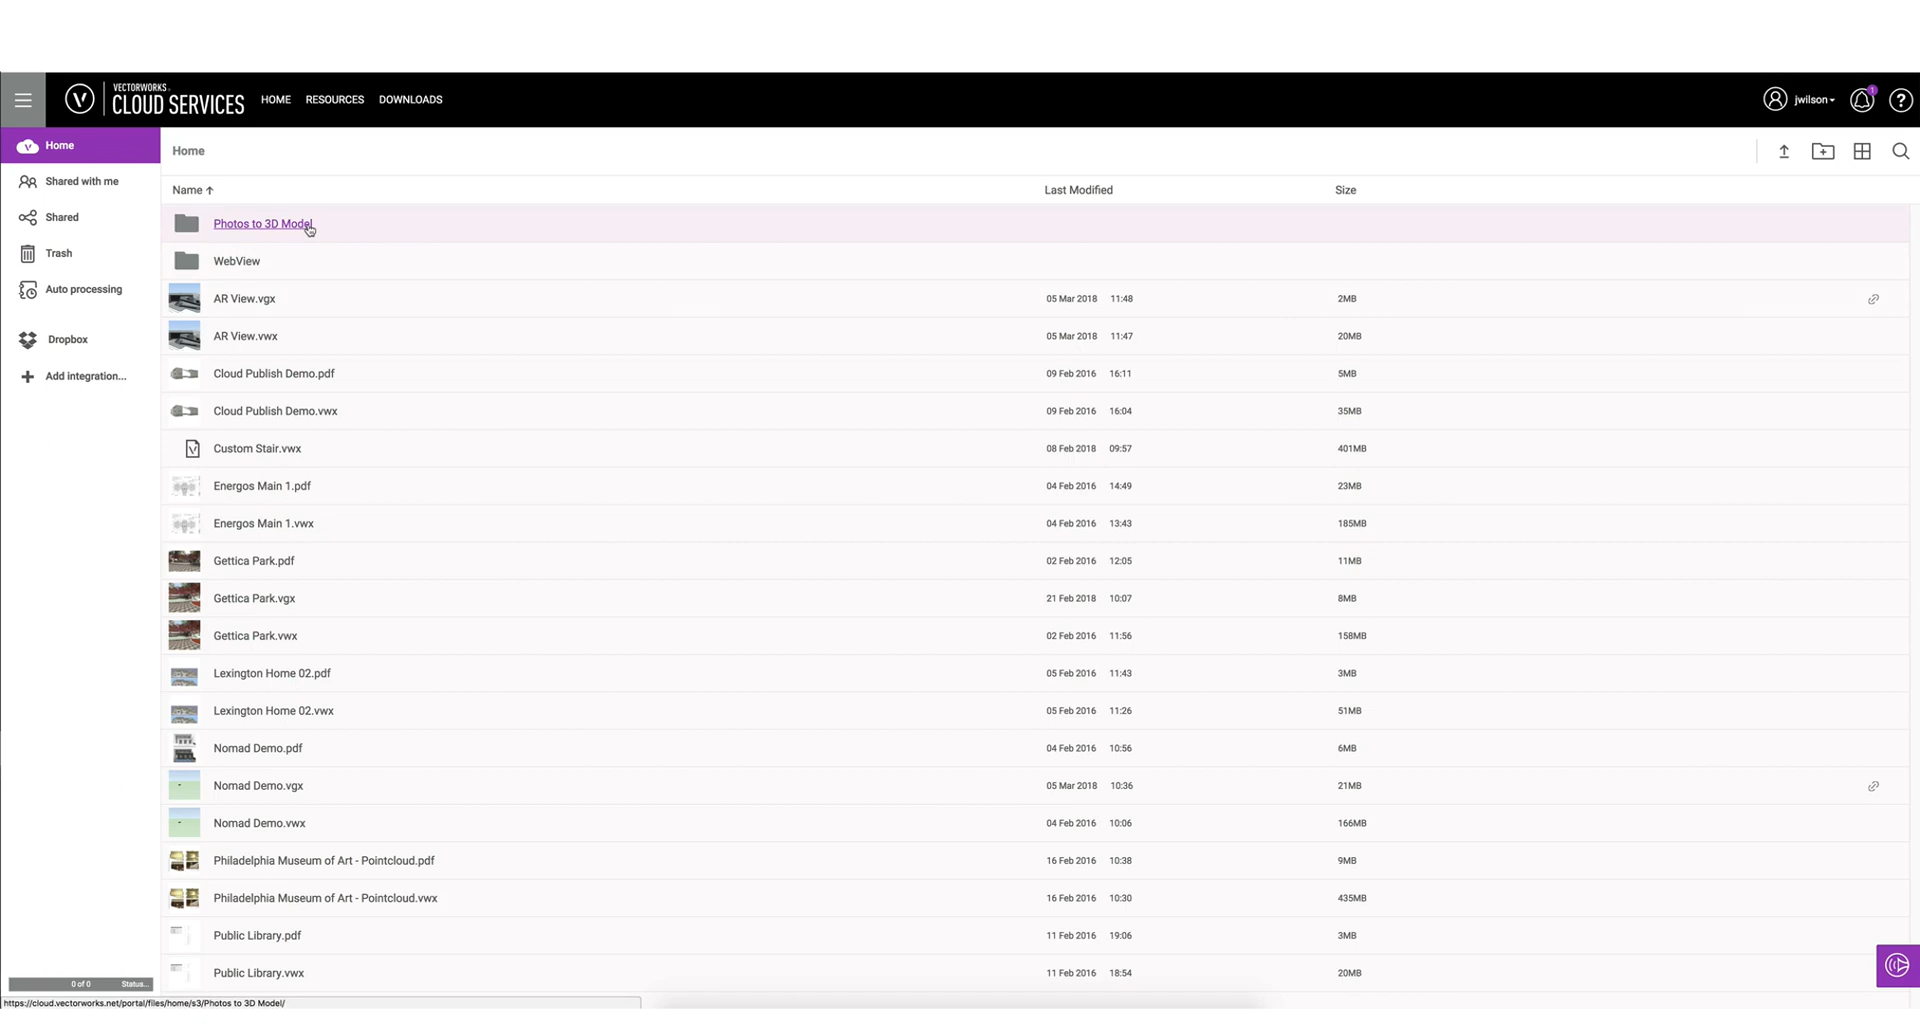 VECTORWORKS
CLOUD SERVICES
HOME RESOURCES DOWNLOADS
jwilson
1
?
Home
Shared with me
Shared
Trash
Auto processing
Dropbox
Add integration...
0 of 0 Status...
Home
Name Last Modified Size
Photos to 3D Model
WebView
AR View.vgx 05 Mar 2018 11:48 2MB
AR View.vwx 05 Mar 2018 11:47 20MB
Cloud Publish Demo.pdf 09 Feb 2016 16:11 5MB
Cloud Publish Demo.vwx 09 Feb 2016 16:04 35MB
Custom Stair.vwx 08 Feb 2018 09:57 401MB
Energos Main 1.pdf 04 Feb 2016 14:49 23MB
Energos Main 1.vwx 04 Feb 2016 13:43 185MB
Gettica Park.pdf 02 Feb 2016 12:05 11MB
Gettica Park.vgx 21 Feb 2018 10:07 8MB
Gettica Park.vwx 02 Feb 2016 11:56 158MB
Lexington Home 02.pdf 05 Feb 2016 11:43 3MB
Lexington Home 02.vwx 05 Feb 2016 11:26 51MB
Nomad Demo.pdf 04 Feb 2016 10:56 6MB
Nomad Demo.vgx 05 Mar 2018 10:36 21MB
Nomad Demo.vwx 04 Feb 2016 10:06 166MB
Philadelphia Museum of Art - Pointcloud.pdf 16 Feb 2016 10:38 9MB
Philadelphia Museum of Art - Pointcloud.vwx 16 Feb 2016 10:30 435MB
Public Library.pdf 11 Feb 2016 19:06 3MB
Public Library.vwx 11 Feb 2016 18:54 20MB
https://cloud.vectorworks.net/portal/files/home/s3/Photos to 3D Model/